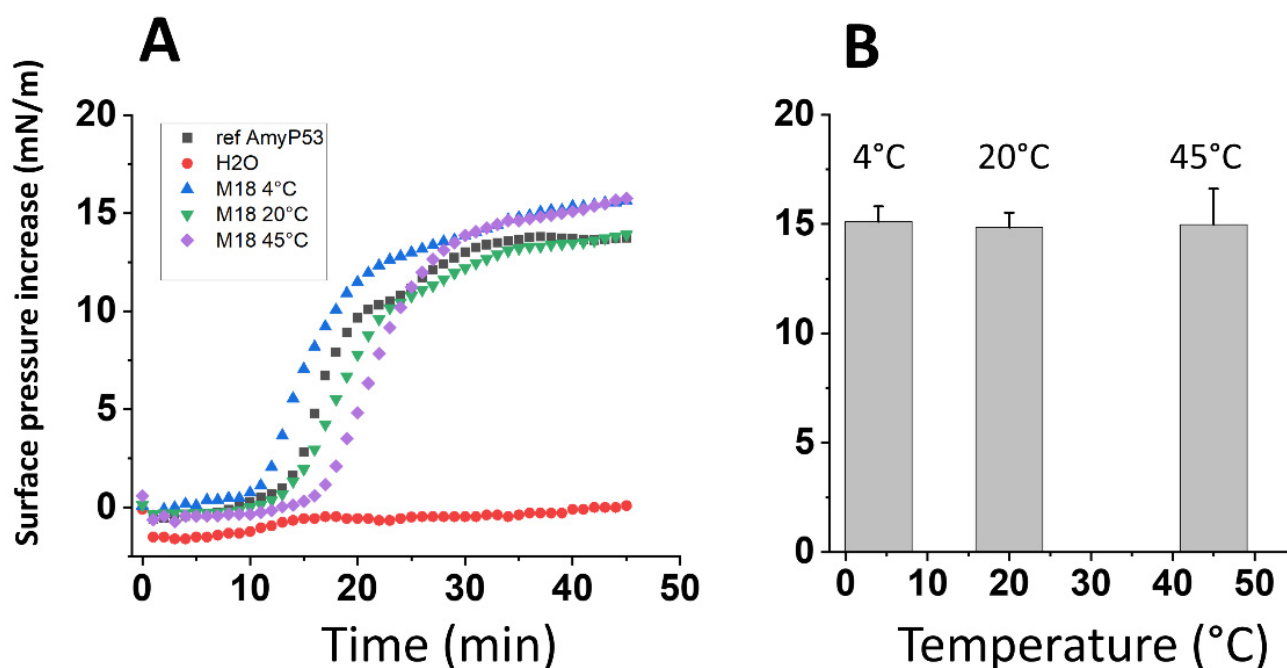 A
Surface pressure increase (mN/m)
20
15
10
5
0
ref AmyP53
H2O
M18 4°C
M18 20°C
M18 45°C
0 10 20 30 40 50
Time (min)
B
20
15
10
5
0
4°C 20°C 45°C
0 10 20 30 40 50
Temperature (°C)